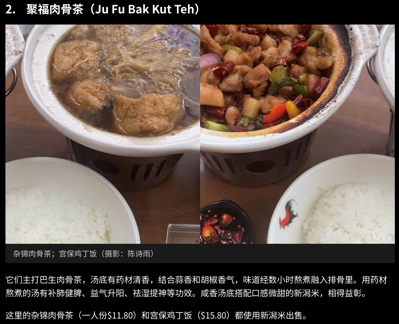 2. 聚福肉骨茶（Ju Fu Bak Kut Teh）
杂锦肉骨茶；宫保鸡丁饭（摄影：陈诗雨）
它们主打巴生肉骨茶，汤底有药材清香，结合蒜香和胡椒香气，味道经数小时熬煮融入排骨里。用药材
熬煮的汤有补肺健脾、益气升阳、祛湿提神等功效。咸香汤底搭配口感微甜的新潟米，相得益彰。
这里的杂锦肉骨茶（一人份$11.80）和宫保鸡丁饭（$15.80）都使用新潟米出售。